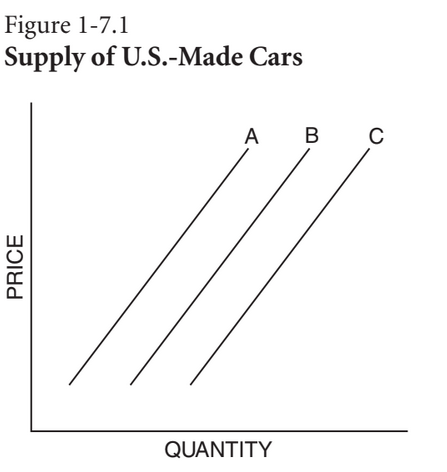 Figure 1-7.1
Supply of U.S.-Made Cars
A B C
PRICE
QUANTITY